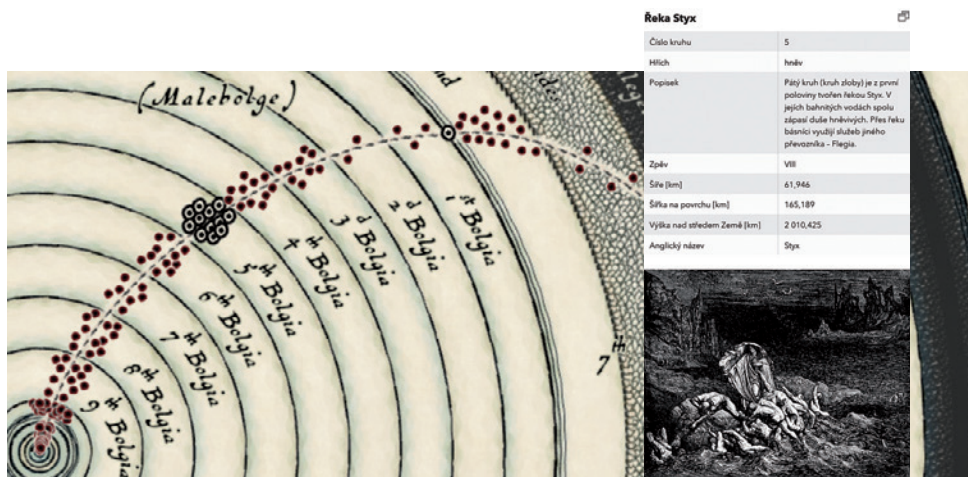 Řeka Styx
Číslo kruhu 5
Hřích hněv
Popisek Pátý kruh (kruh zloby) je z první
poloviny tvořen řekou Styx. V
jejích bahnitých vodách spolu
zápasí duše hněvivých. Přes řeku
básníci využijí služeb jiného
převozníka - Flegia.
Zpěv VIII
Šíře [km] 61,946
Šířka na povrchu [km] 165,189
Výška nad středem Země [km] 2 010,425
Anglický název Styx
(Malebolge)
1st Bolgia
2d Bolgia
3d Bolgia
4th Bolgia
5th Bolgia
6th Bolgia
7th Bolgia
8th Bolgia
9th Bolgia
7th